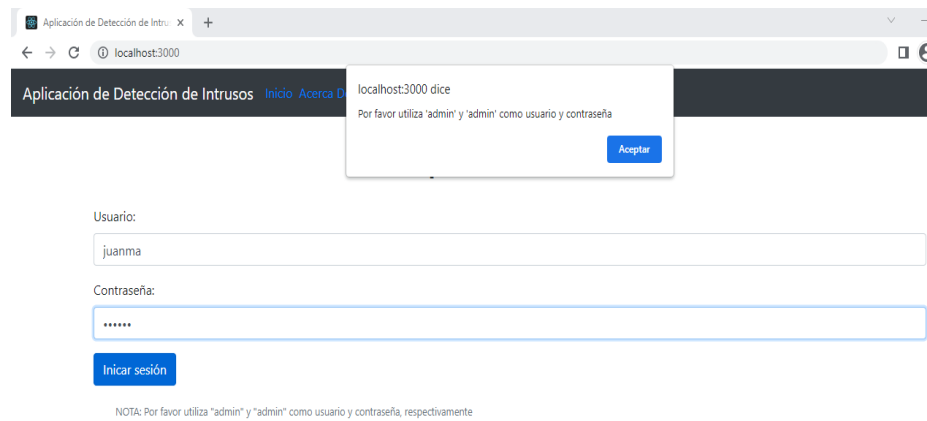 Aplicación de Detección de Intru
localhost:3000
Aplicación de Detección de Intrusos Inicio Acerca D
localhost:3000 dice
Por favor utiliza 'admin' y 'admin' como usuario y contraseña
Aceptar
Usuario:
juanma
Contraseña:
••••••
Inicar sesión
NOTA: Por favor utiliza "admin" y "admin" como usuario y contraseña, respectivamente